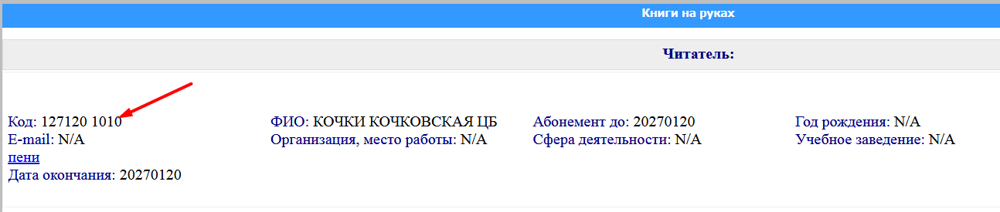 Книги на руках
Читатель:
Код: 127120 1010 ФИО: КОЧКИ КОЧКОВСКАЯ ЦБ Абонемент до: 20270120 Год рождения: N/A
E-mail: N/A Организация, место работы: N/A Сфера деятельности: N/A Учебное заведение: N/A
пени
Дата окончания: 20270120